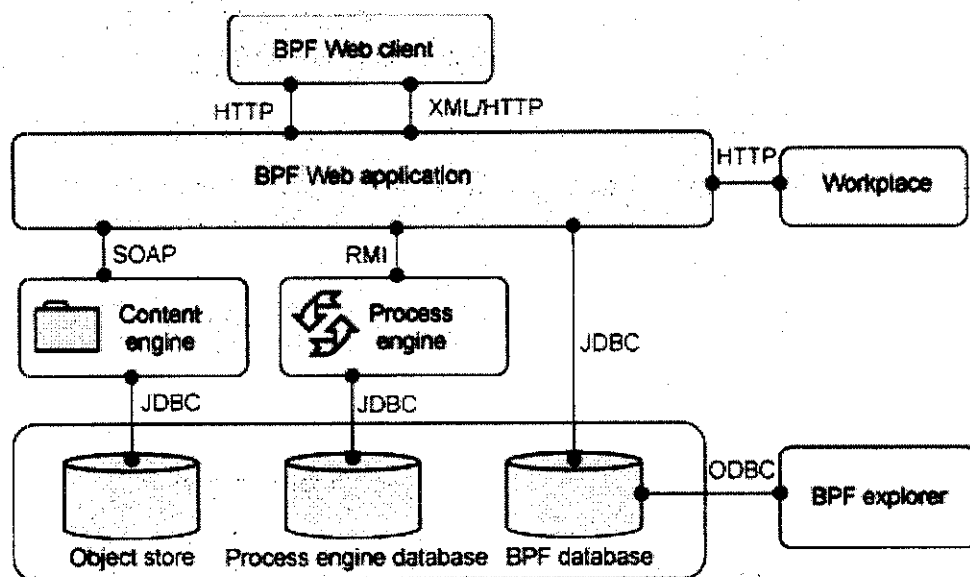 BPF Web client
HTTP
XML/HTTP
BPF Web application
HTTP
Workplace
SOAP
RMI
Content
engine
Process
engine
JDBC
JDBC
JDBC
ODBC
BPF explorer
Object store
Process engine database
BPF database